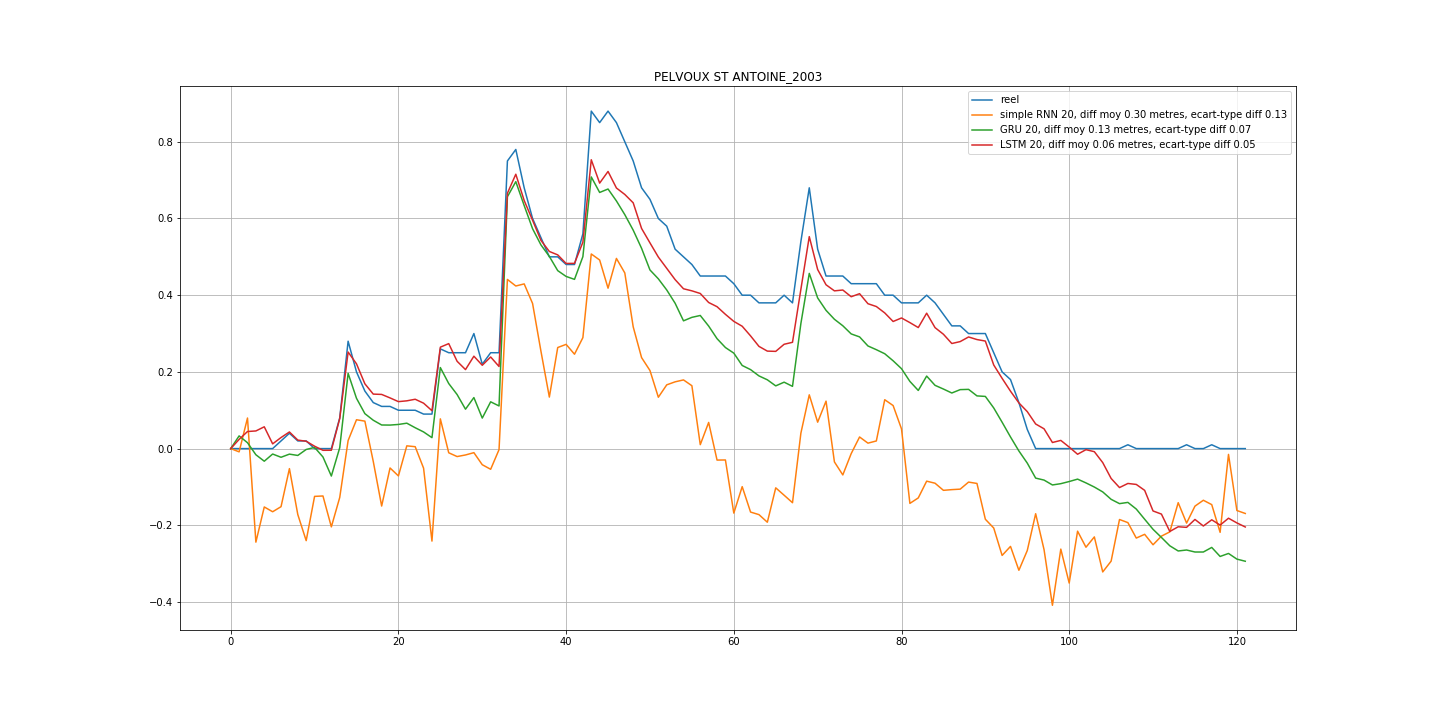 PELVOUX ST ANTOINE_2003
reel
simple RNN 20, diff moy 0.30 metres, ecart-type diff 0.13
GRU 20, diff moy 0.13 metres, ecart-type diff 0.07
LSTM 20, diff moy 0.06 metres, ecart-type diff 0.05
0.8
0.6
0.4
0.2
0.0
−0.2
−0.4
0 20 40 60 80 100 120